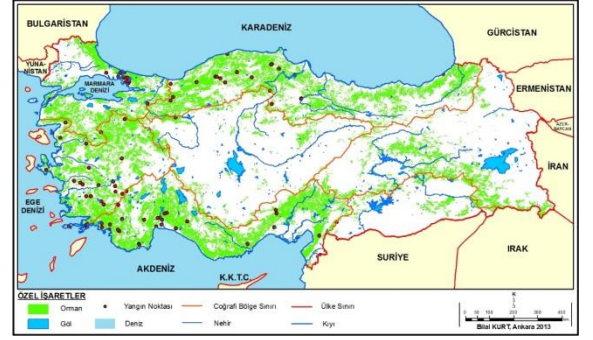 BULGARİSTAN
KARADENİZ
GÜRCİSTAN
YUNA-
NİSTAN
MARMARA
DENİZİ
ERMENİSTAN
AZER-
BAYCAN
İRAN
EGE
DENİZİ
AKDENİZ
K.K.T.C.
SURİYE
IRAK
ÖZEL İŞARETLER
Orman
Yangın Noktası
Coğrafi Bölge Sınırı
Ülke Sınırı
Göl
Deniz
Nehir
Kıyı
Bilal KURT, Ankara 2013